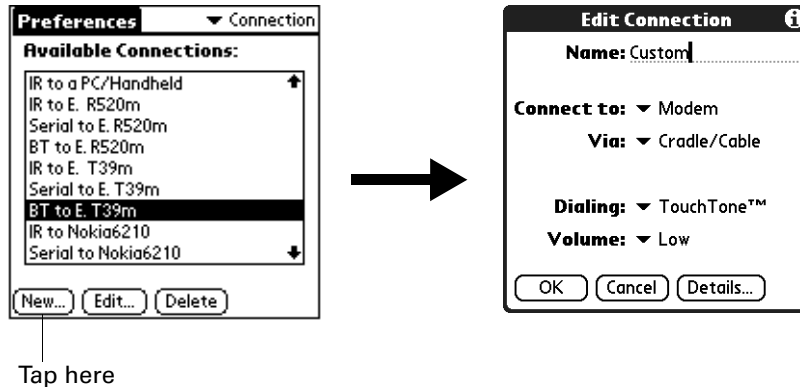 Preferences
Connection
Available Connections:
IR to a PC/Handheld
IR to E. R520m
Serial to E. R520m
BT to E. R520m
IR to E. T39m
Serial to E. T39m
BT to E. T39m
IR to Nokia6210
Serial to Nokia6210
New... Edit... Delete
Tap here
Edit Connection i
Name: Custom
Connect to: Modem
Via: Cradle/Cable
Dialing: TouchTone™
Volume: Low
OK Cancel Details...